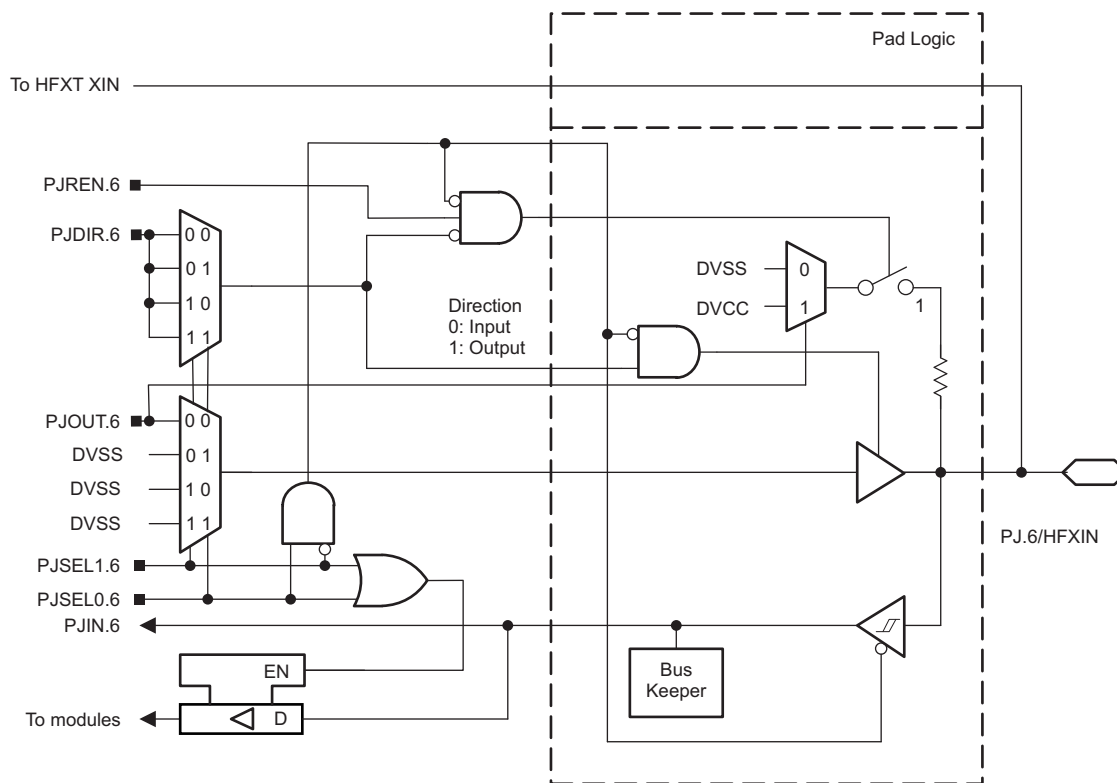 Pad Logic
To HFXT XIN
PJREN.6
PJDIR.6
0 0
0 1
1 0
1 1
Direction
0: Input
1: Output
DVSS
0
DVCC
1
1
PJOUT.6
0 0
DVSS
0 1
DVSS
1 0
DVSS
1 1
PJSEL1.6
PJSEL0.6
PJIN.6
PJ.6/HFXIN
EN
Bus
Keeper
To modules
D